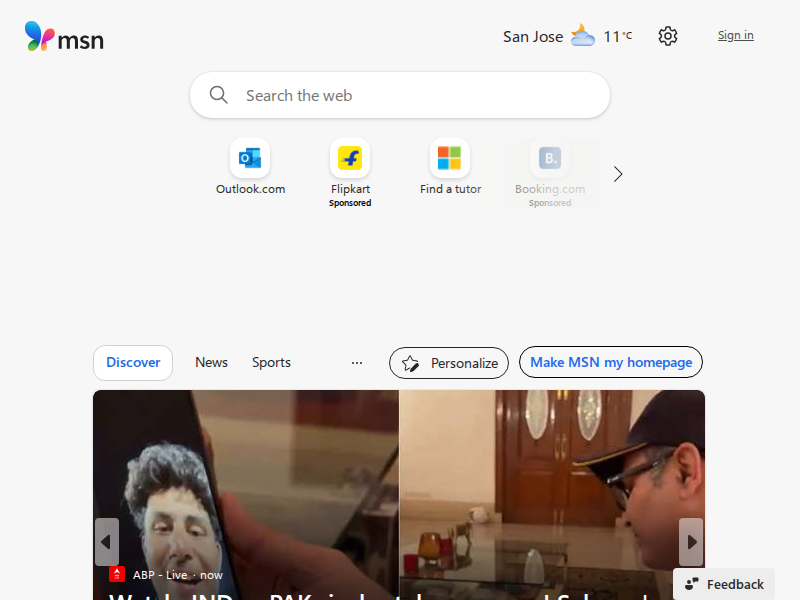 msn
San Jose 11°C
Sign in
Search the web
Outlook.com
Flipkart
Sponsored
Find a tutor
B.
Booking.com
Sponsored
Discover
News
Sports
Personalize
Make MSN my homepage
ABP - Live · now
Feedback